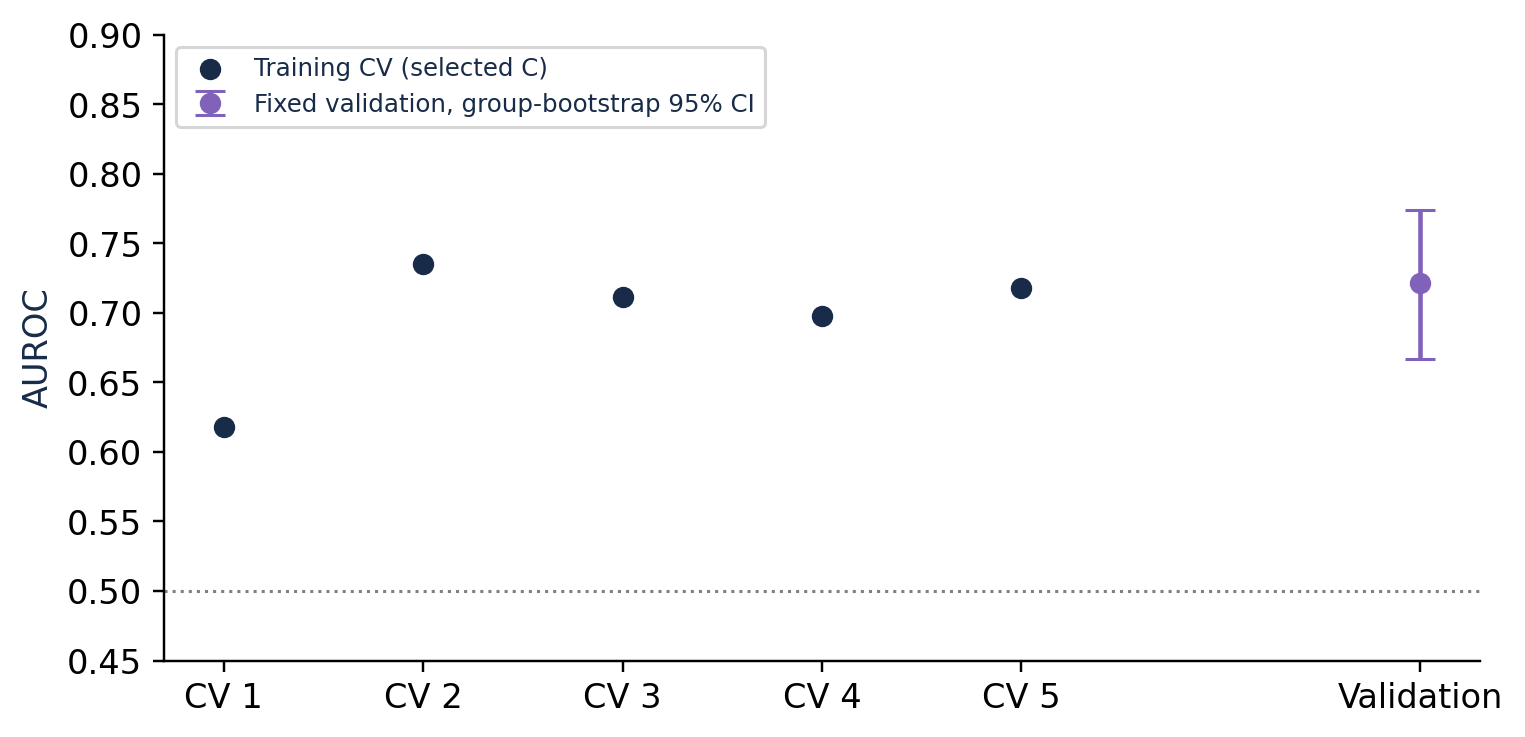 0.90
0.85
0.80
0.75
0.70
0.65
0.60
0.55
0.50
0.45
AUROC
Training CV (selected C)
Fixed validation, group-bootstrap 95% CI
CV 1 CV 2 CV 3 CV 4 CV 5 Validation